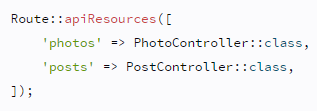 Route::apiResources([
    'photos' => PhotoController::class,
    'posts' => PostController::class,
]);